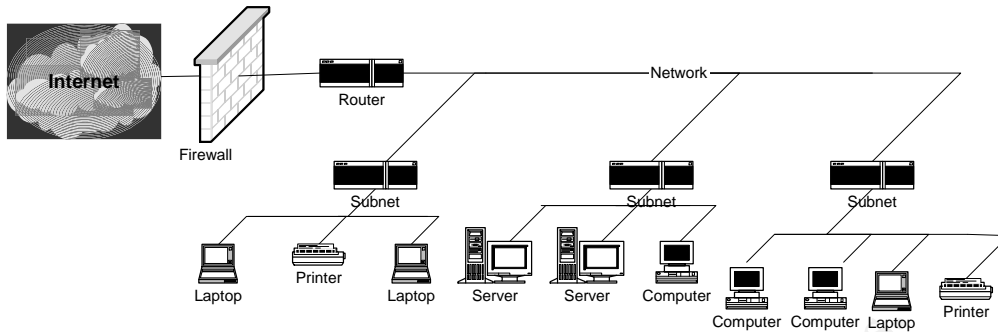 Internet
Network
Router
Firewall
Subnet
Subnet
Subnet
Laptop
Printer
Laptop
Server
Server
Computer
Computer
Computer
Laptop
Printer